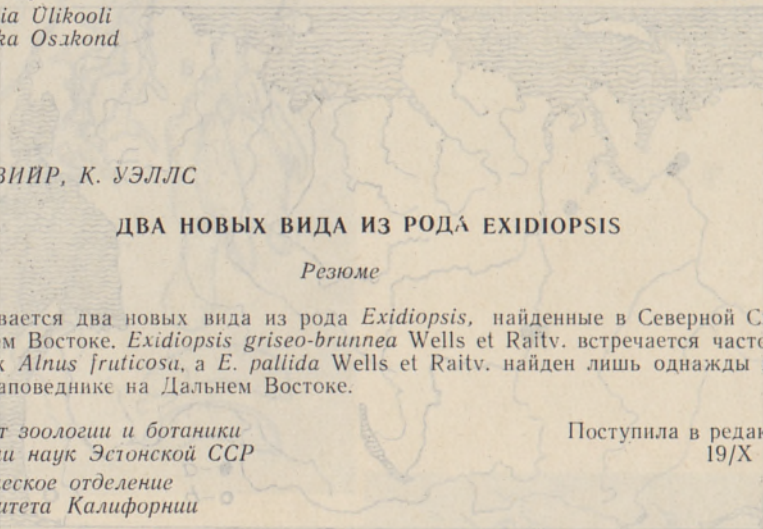 ia Ülikooli
ka Osakond
ВИЙР, К. УЭЛЛС
ДВА НОВЫХ ВИДА ИЗ РОДА EXIDIOPSIS
Резюме
вается два новых вида из рода Exidiopsis, найденные в Северной С
м Востоке. Exidiopsis griseo-brunnea Wells et Raitv. встречается часто
х Alnus fruticosa, а E. pallida Wells et Raitv. найден лишь однажды
аповеднике на Дальнем Востоке.
т зоологии и ботаники
и наук Эстонской ССР
Поступила в редак
19/X
еское отделение
итета Калифорнии